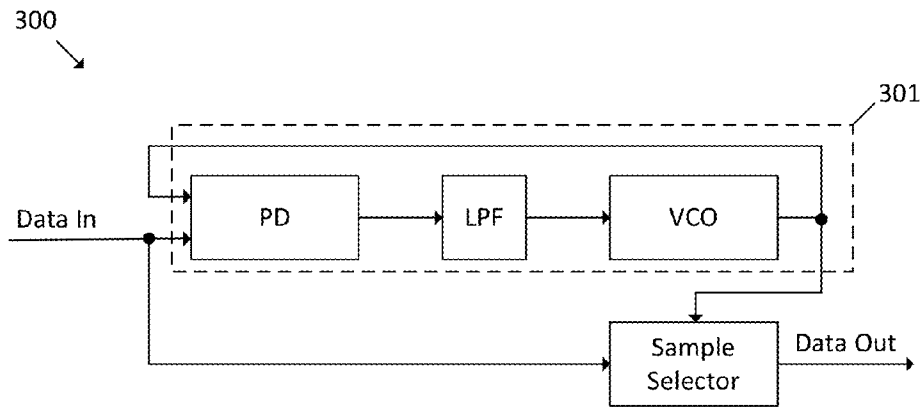 300
301
Data In
PD
LPF
VCO
Sample
Selector
Data Out